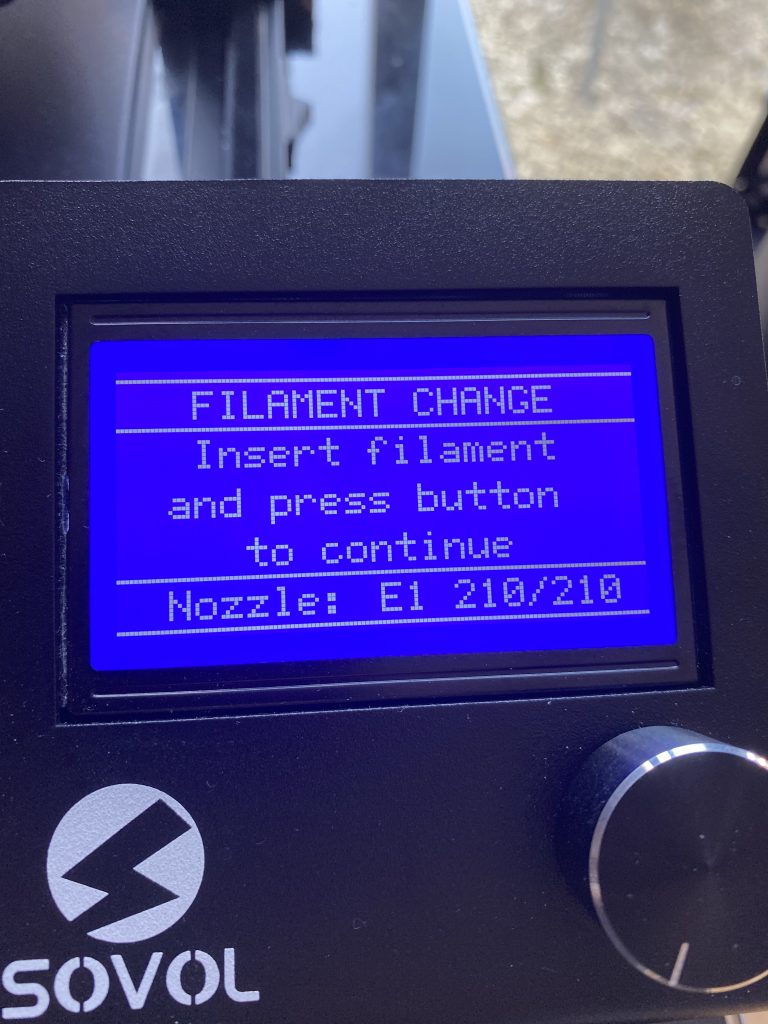 FILAMENT CHANGE
Insert filament
and press button
to continue
Nozzle: E1 210/210
SOVOL